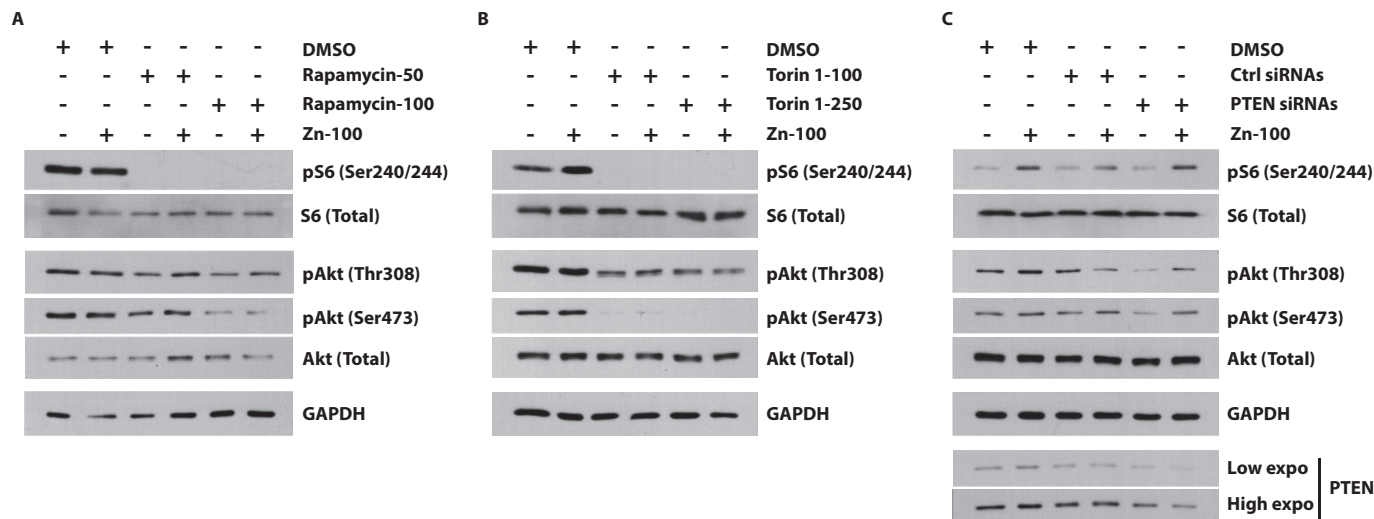 A
+ + - - - - DMSO
- - + + - - Rapamycin-50
- - - - + + Rapamycin-100
- + - + - + Zn-100
pS6 (Ser240/244)
S6 (Total)
pAkt (Thr308)
pAkt (Ser473)
Akt (Total)
GAPDH
B
+ + - - - - DMSO
- - + + - - Torin 1-100
- - - - + + Torin 1-250
- + - + - + Zn-100
pS6 (Ser240/244)
S6 (Total)
pAkt (Thr308)
pAkt (Ser473)
Akt (Total)
GAPDH
C
+ + - - - - DMSO
- - + + - - Ctrl siRNAs
- - - - + + PTEN siRNAs
- + - + - + Zn-100
pS6 (Ser240/244)
S6 (Total)
pAkt (Thr308)
pAkt (Ser473)
Akt (Total)
GAPDH
Low expo
High expo
PTEN